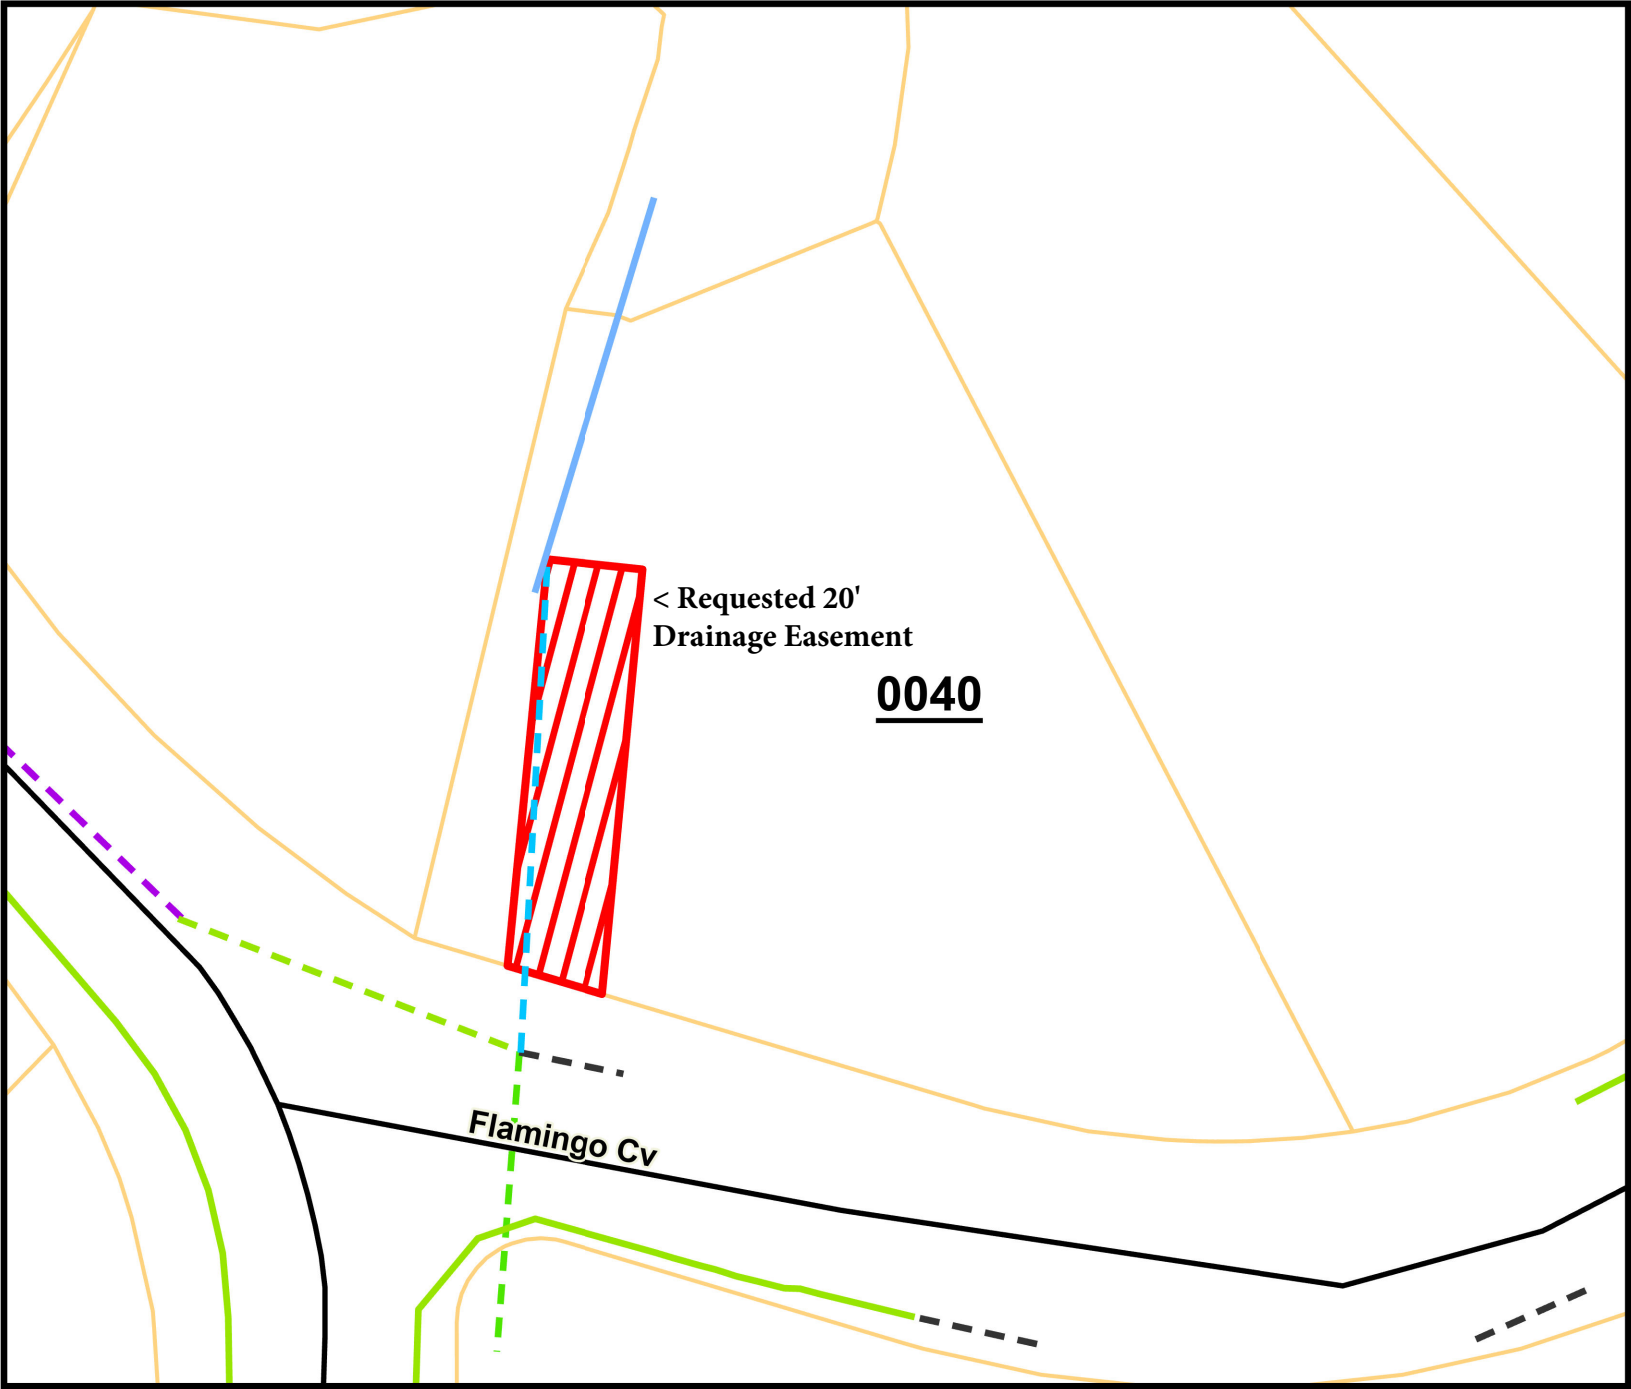 < Requested 20'
Drainage Easement
0040
Flamingo Cv